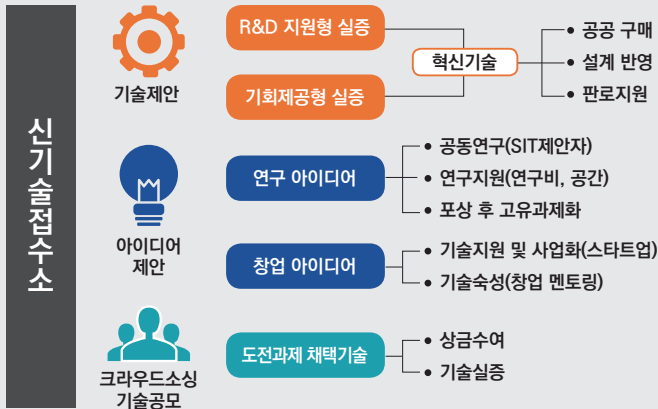 신기술접수소
기술제안
R&D 지원형 실증
기회제공형 실증
혁신기술
• 공공 구매
• 설계 반영
• 판로지원
아이디어
제안
연구 아이디어
• 공동연구(SIT제안자)
• 연구지원(연구비, 공간)
• 포상 후 고유과제화
창업 아이디어
• 기술지원 및 사업화(스타트업)
• 기술숙성(창업 멘토링)
크라우드소싱
기술공모
도전과제 채택기술
• 상금수여
• 기술실증